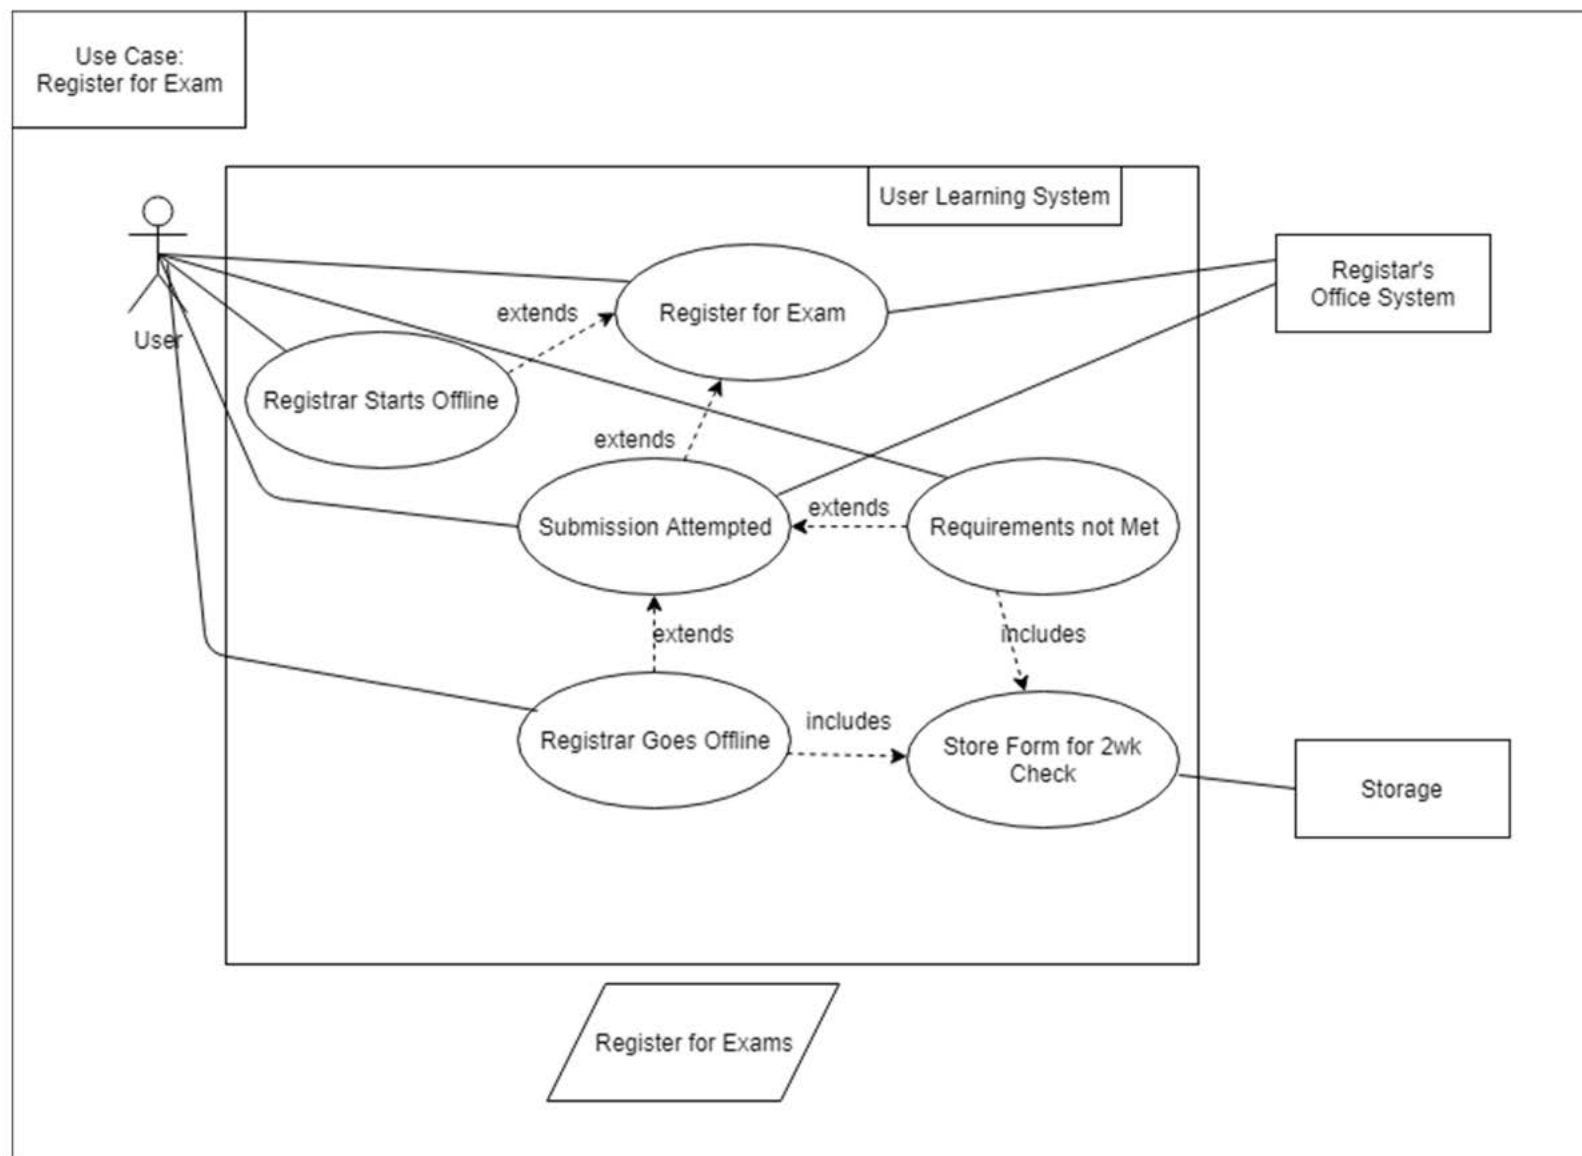 Use Case:
Register for Exam
User Learning System
Registar's
Office System
Register for Exam
extends
User
Registrar Starts Offline
extends
extends
Submission Attempted
Requirements not Met
extends
includes
Registrar Goes Offline
includes
Store Form for 2wk
Check
Storage
Register for Exams